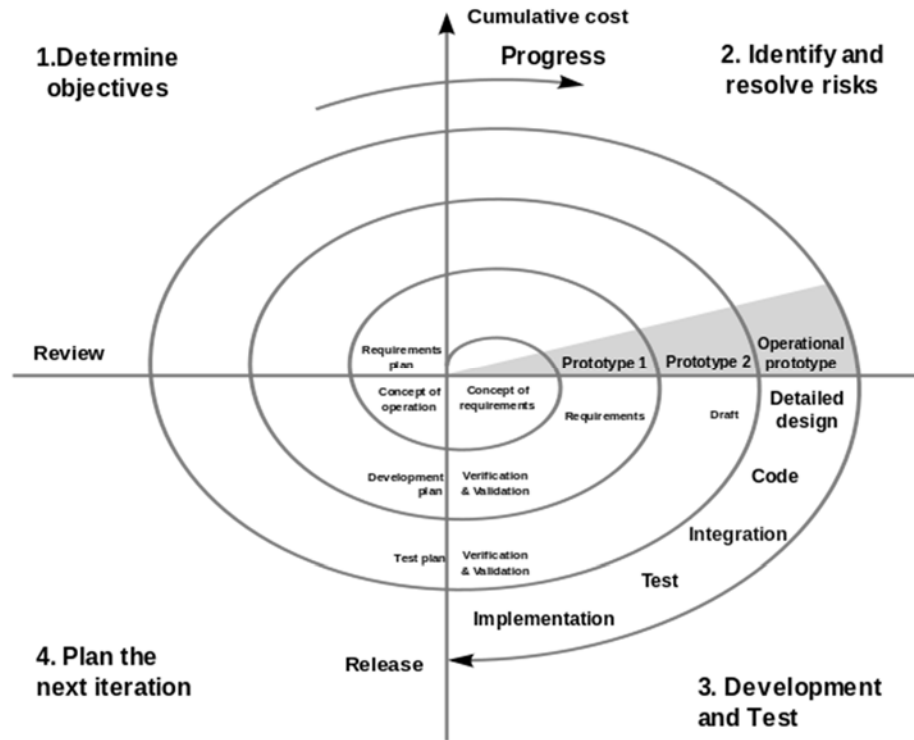 Cumulative cost
Progress
1.Determine
objectives
2. Identify and
resolve risks
Review
Requirements
plan
Prototype 1
Prototype 2
Operational
prototype
Concept of
operation
Concept of
requirements
Requirements
Draft
Detailed
design
Development
plan
Verification
& Validation
Code
Integration
Test plan
Verification
& Validation
Test
Implementation
Release
4. Plan the
next iteration
3. Development
and Test